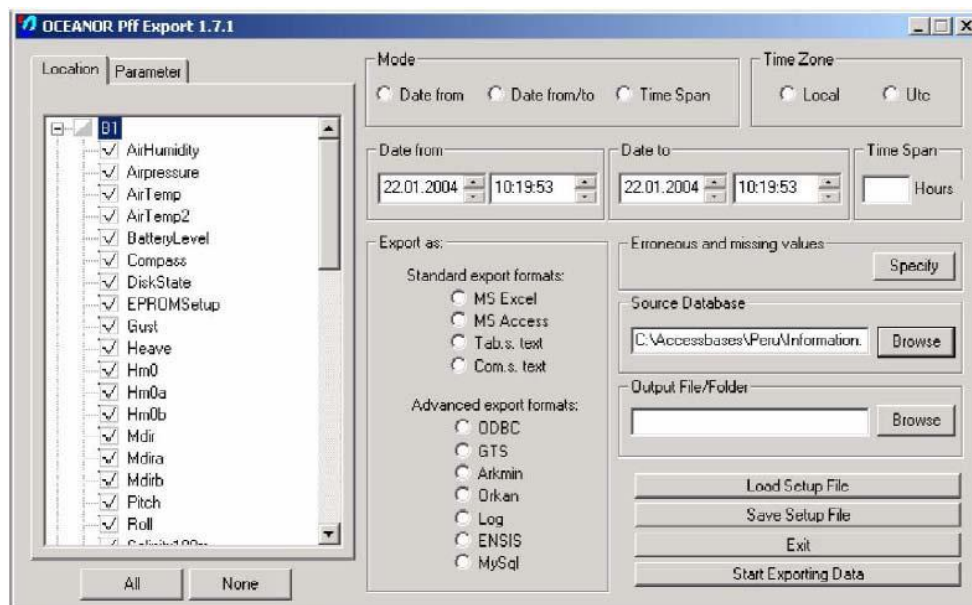 OCEANOR Pff Export 1.7.1
Location
Parameter
B1
AirHumidity
Airpressure
AirTemp
AirTemp2
BatteryLevel
Compass
DiskState
EPROMSetup
Gust
Heave
Hm0
Hm0a
Hm0b
Mdir
Mdira
Mdirb
Pitch
Roll
All
None
Mode
Date from
Date from/to
Time Span
Time Zone
Local
Utc
Date from
22.01.2004
10:19:53
Date to
22.01.2004
10:19:53
Time Span
Hours
Export as:
Standard export formats:
MS Excel
MS Access
Tab.s. text
Com.s. text
Advanced export formats:
ODBC
GTS
Arkmin
Orkan
Log
ENSIS
MySql
Erroneous and missing values
Specify
Source Database
C:\Accessbases\Peru\Information.
Browse
Output File/Folder
Browse
Load Setup File
Save Setup File
Exit
Start Exporting Data